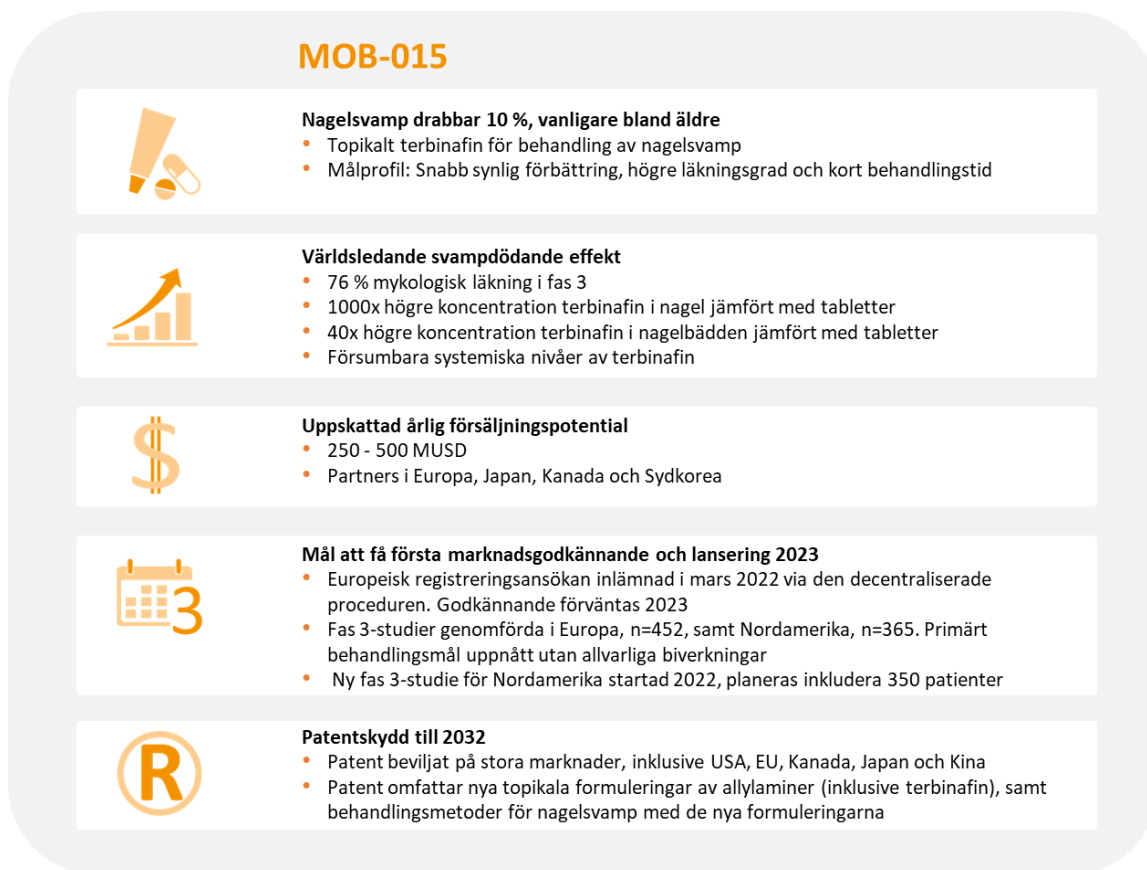 MOB-015
Nagelsvamp drabbar 10 %, vanligare bland äldre
• Topikalt terbinafin för behandling av nagelsvamp
• Målprofil: Snabb synlig förbättring, högre läkningsgrad och kort behandlingstid
Världsledande svampdödande effekt
• 76 % mykologisk läkning i fas 3
• 1000x högre koncentration terbinafin i nagel jämfört med tabletter
• 40x högre koncentration terbinafin i nagelbädden jämfört med tabletter
• Försumbara systemiska nivåer av terbinafin
$
Uppskattad årlig försäljningspotential
• 250 - 500 MUSD
• Partners i Europa, Japan, Kanada och Sydkorea
3
Mål att få första marknadsgodkännande och lansering 2023
• Europeisk registreringsansökan inlämnad i mars 2022 via den decentraliserade
proceduren. Godkännande förväntas 2023
• Fas 3-studier genomförda i Europa, n=452, samt Nordamerika, n=365. Primärt
behandlingsmål uppnått utan allvarliga biverkningar
• Ny fas 3-studie för Nordamerika startad 2022, planeras inkludera 350 patienter
R
Patentskydd till 2032
• Patent beviljat på stora marknader, inklusive USA, EU, Kanada, Japan och Kina
• Patent omfattar nya topikala formuleringar av allylaminer (inklusive terbinafin), samt
behandlingsmetoder för nagelsvamp med de nya formuleringarna